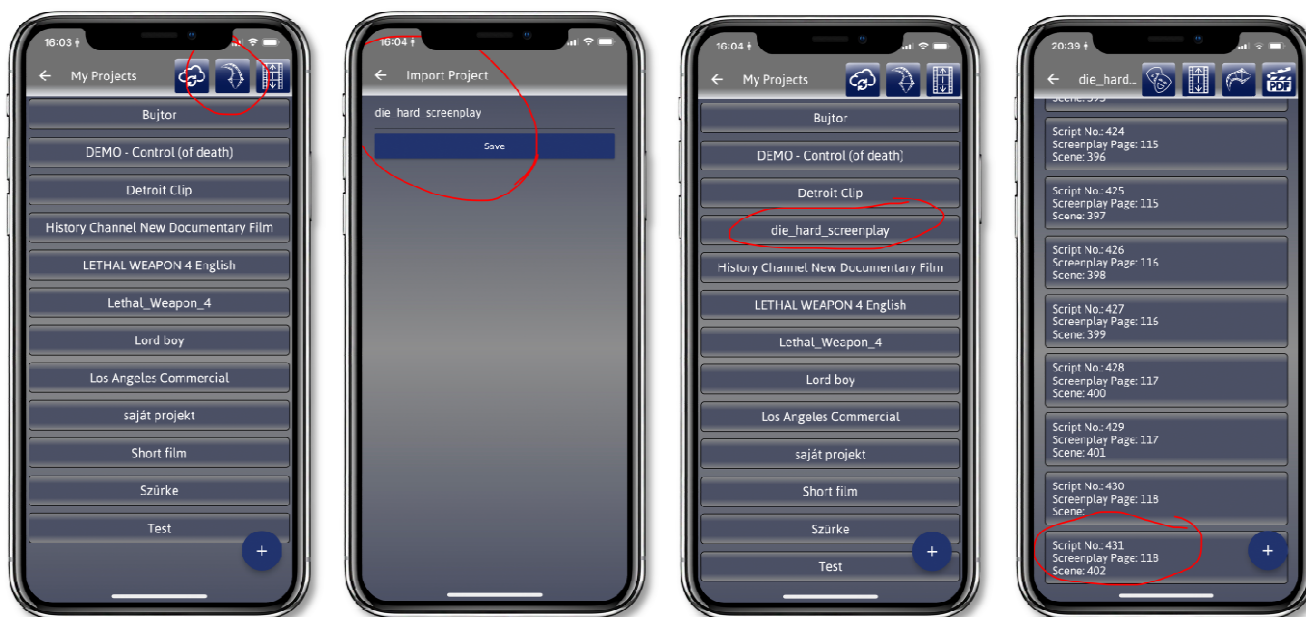 16:03
My Projects
Bujtor
DEMO - Control (of death)
Detroit Clip
History Channel New Documentary Film
LETHAL WEAPON 4 English
Lethal_Weapon_4
Lord boy
Los Angeles Commercial
saját projekt
Short film
Szürke
Test
+
16:04
Import Project
die_hard_screenplay
Save
16:04
My Projects
Bujtor
DEMO - Control (of death)
Detroit Clip
die_hard_screenplay
History Channel New Documentary Film
LETHAL WEAPON 4 English
Lethal_Weapon_4
Lord boy
Los Angeles Commercial
saját projekt
Short film
Szürke
Test
+
20:39
die_hard...
PDF
Scene: 395
Script No.: 424
Screenplay Page: 115
Scene: 396
Script No.: 425
Screenplay Page: 115
Scene: 397
Script No.: 426
Screenplay Page: 116
Scene: 398
Script No.: 427
Screenplay Page: 116
Scene: 399
Script No.: 428
Screenplay Page: 117
Scene: 400
Script No.: 429
Screenplay Page: 117
Scene: 401
Script No.: 430
Screenplay Page: 118
Scene:
Script No.: 431
Screenplay Page: 118
Scene: 402
+